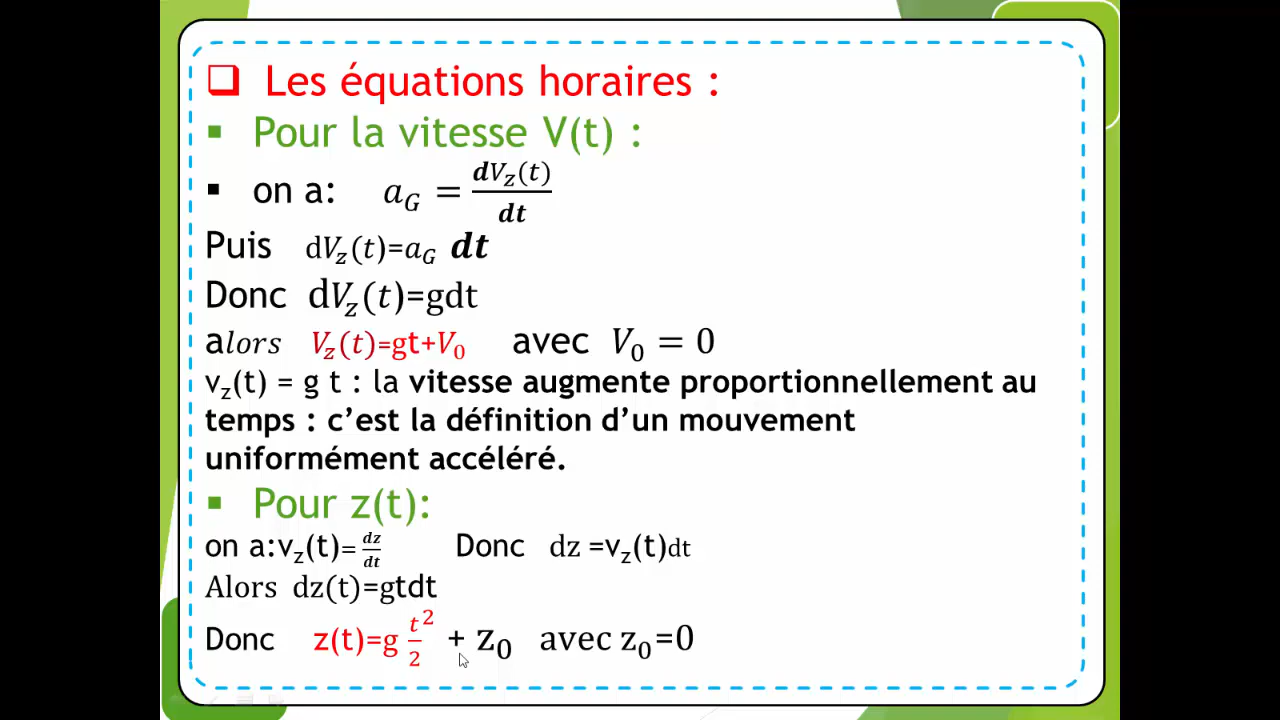 ❑ Les équations horaires :
▪ Pour la vitesse V(t) :
▪ on a: a_G = dV_z(t)/dt
Puis dV_z(t)=a_G dt
Donc dV_z(t)=gdt
alors V_z(t)=gt+V_0 avec V_0 = 0
v_z(t) = g t : la vitesse augmente proportionnellement au
temps : c’est la définition d’un mouvement
uniformément accéléré.
▪ Pour z(t):
on a:v_z(t)=dz/dt Donc dz =v_z(t)dt
Alors dz(t)=gtdt
Donc z(t)=g t²/2 + z_0 avec z_0=0